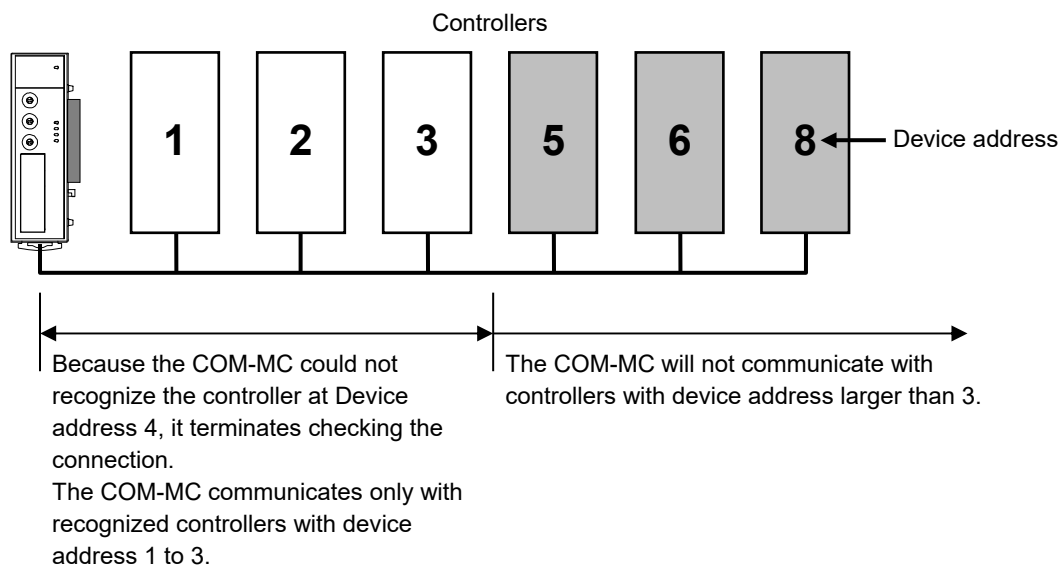 Controllers
1 2 3 5 6 8
Device address
Because the COM-MC could not
recognize the controller at Device
address 4, it terminates checking the
connection.
The COM-MC communicates only with
recognized controllers with device
address 1 to 3.
The COM-MC will not communicate with
controllers with device address larger than 3.